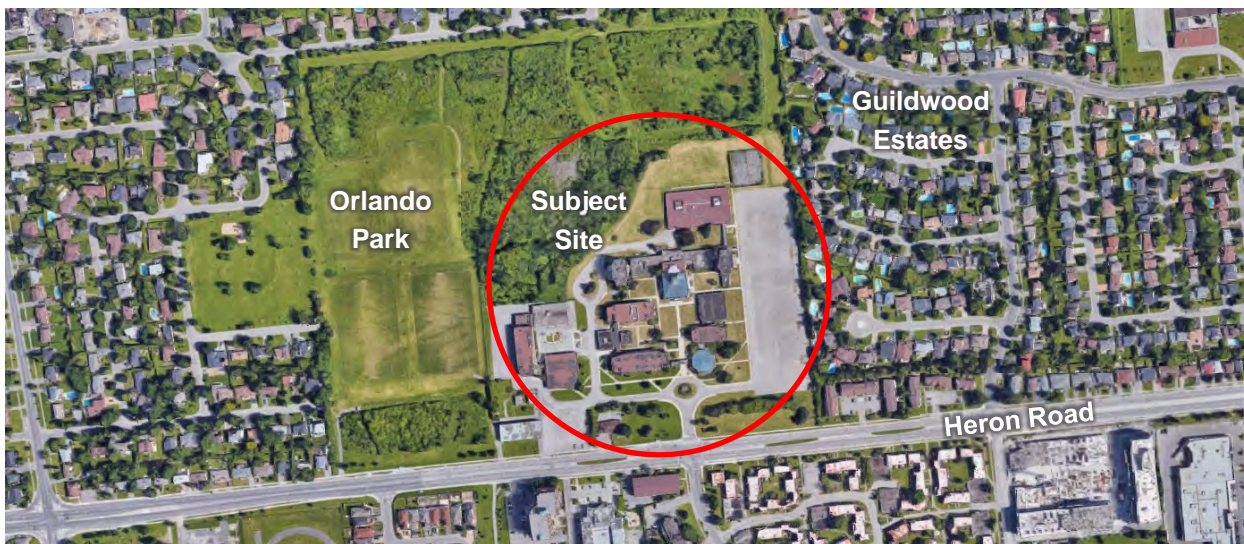 Guildwood
Estates
Orlando
Park
Subject
Site
Heron Road